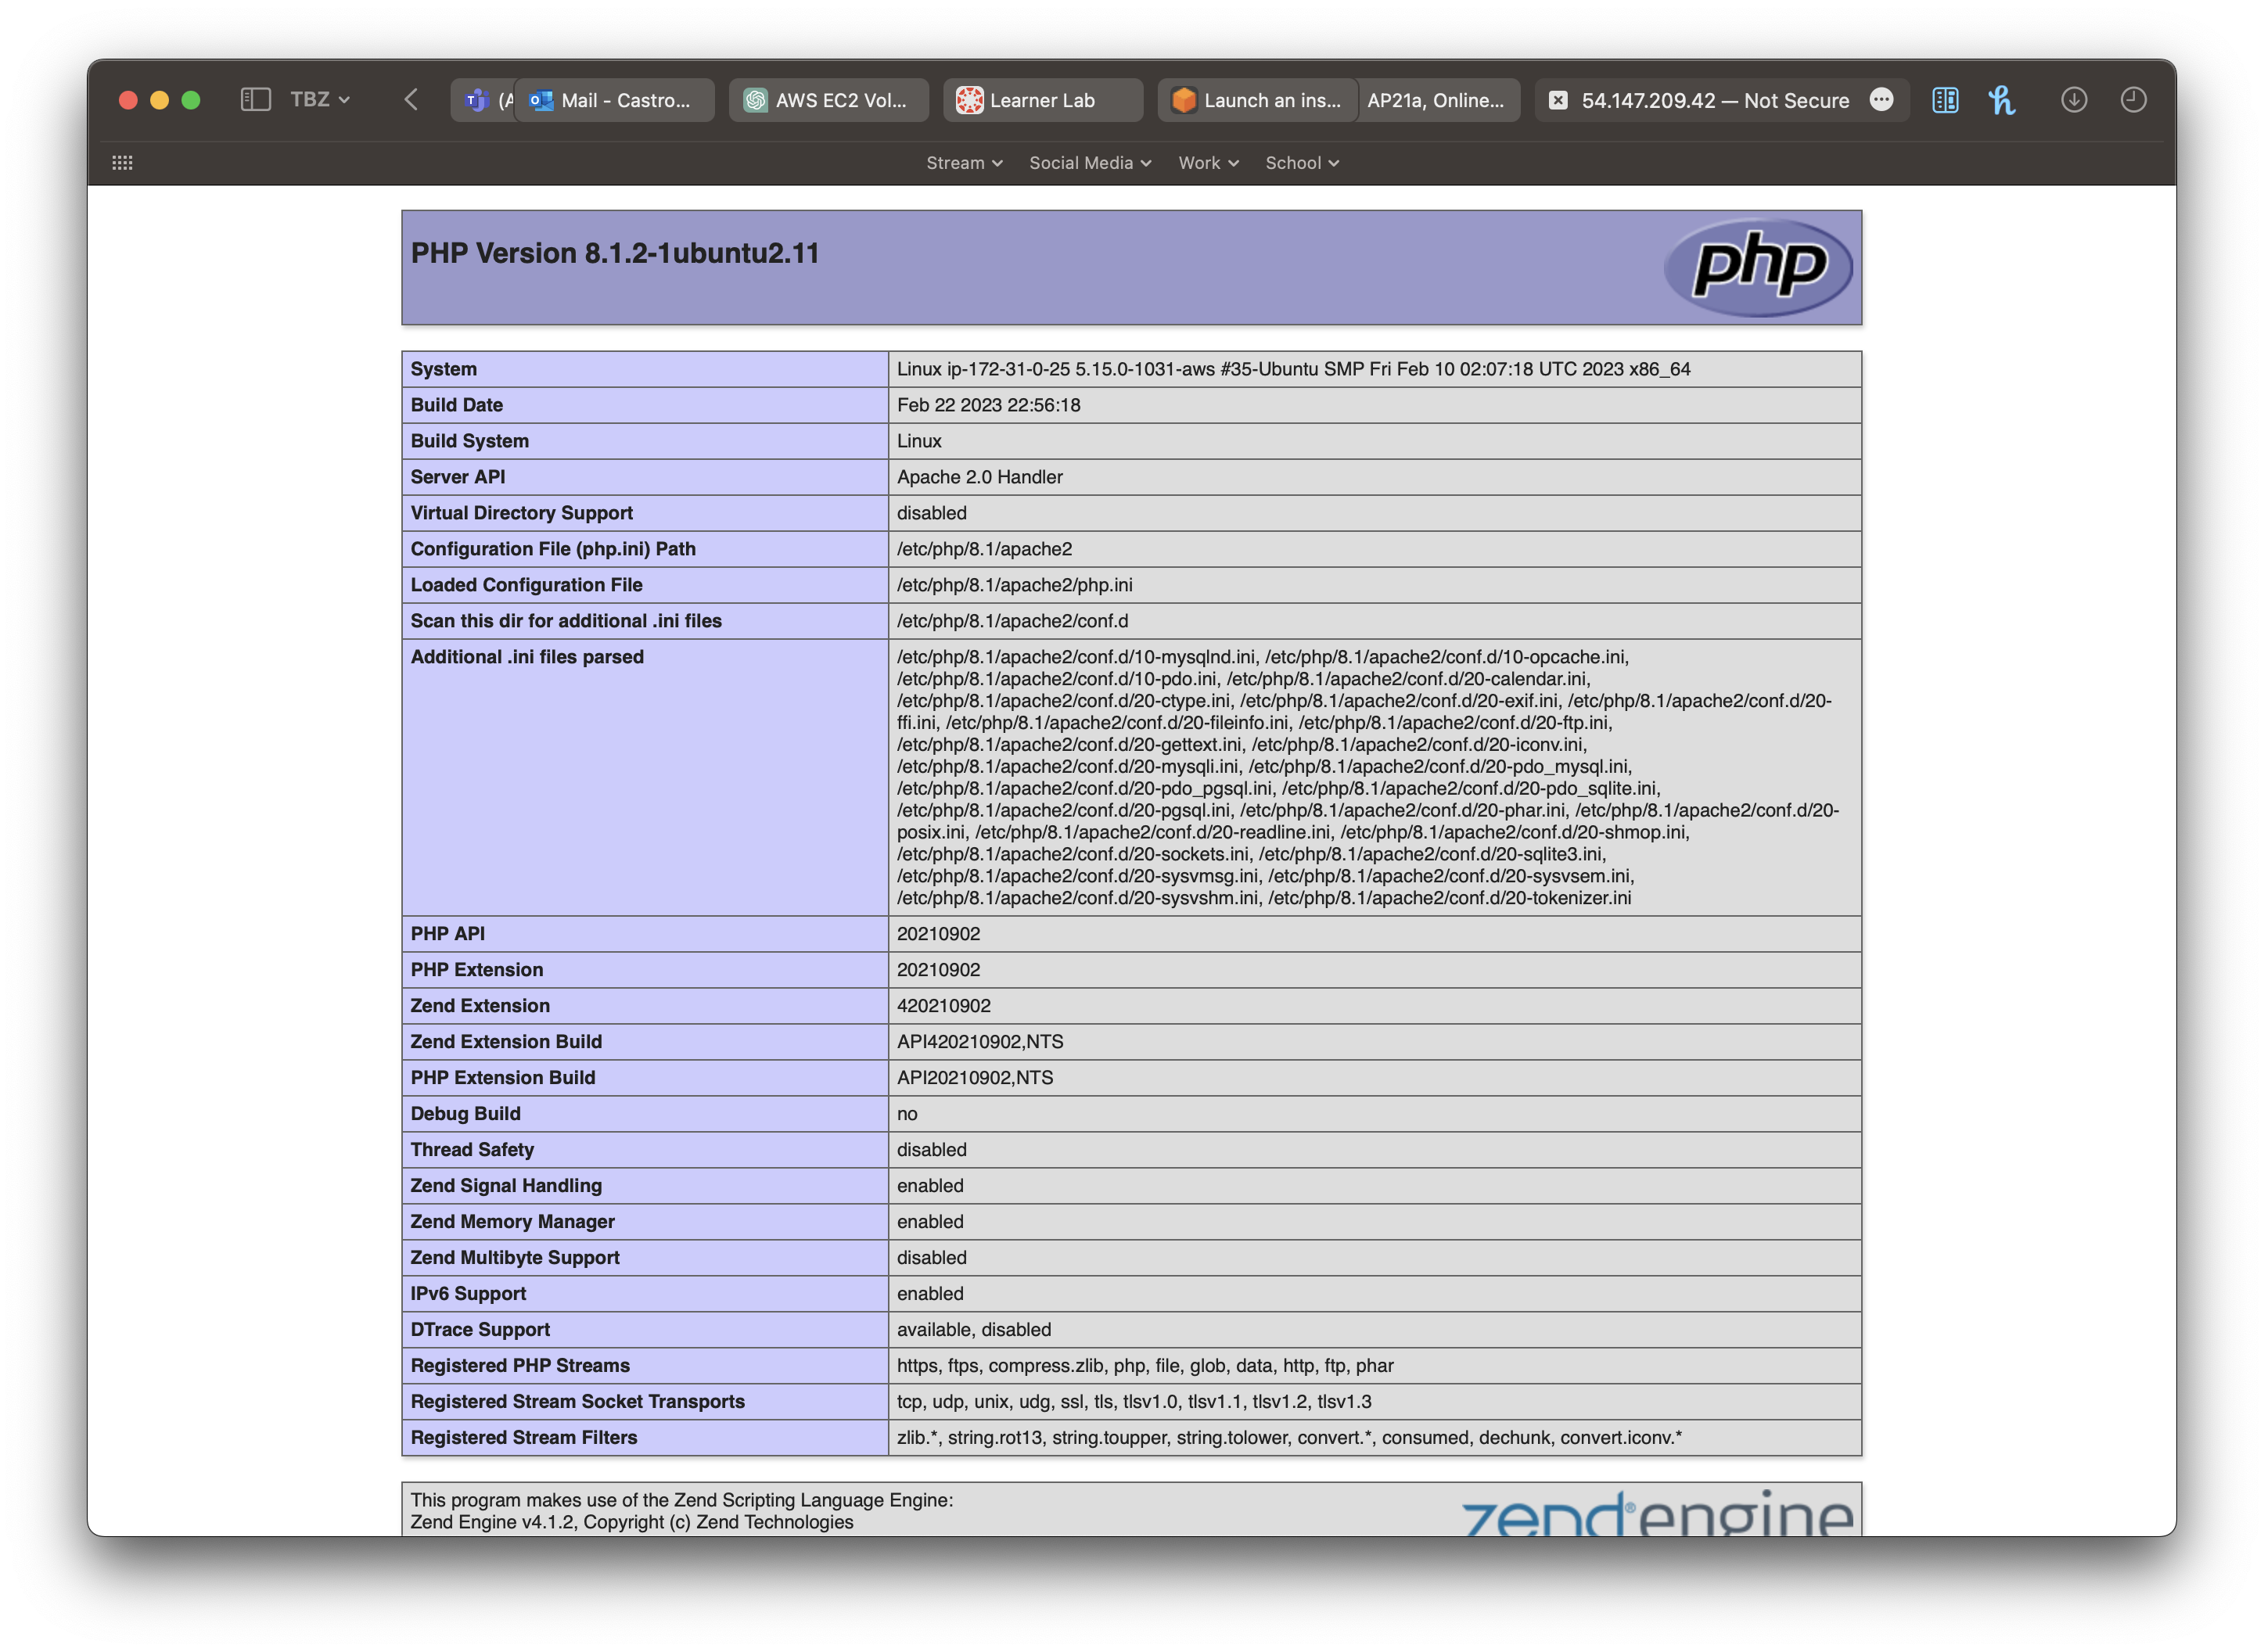 TBZ
(A
Mail - Castro...
AWS EC2 Vol...
Learner Lab
Launch an ins...
AP21a, Online...
54.147.209.42 — Not Secure
Stream
Social Media
Work
School
PHP Version 8.1.2-1ubuntu2.11
php
System Linux ip-172-31-0-25 5.15.0-1031-aws #35-Ubuntu SMP Fri Feb 10 02:07:18 UTC 2023 x86_64
Build Date Feb 22 2023 22:56:18
Build System Linux
Server API Apache 2.0 Handler
Virtual Directory Support disabled
Configuration File (php.ini) Path /etc/php/8.1/apache2
Loaded Configuration File /etc/php/8.1/apache2/php.ini
Scan this dir for additional .ini files /etc/php/8.1/apache2/conf.d
Additional .ini files parsed /etc/php/8.1/apache2/conf.d/10-mysqlnd.ini, /etc/php/8.1/apache2/conf.d/10-opcache.ini,
/etc/php/8.1/apache2/conf.d/10-pdo.ini, /etc/php/8.1/apache2/conf.d/20-calendar.ini,
/etc/php/8.1/apache2/conf.d/20-ctype.ini, /etc/php/8.1/apache2/conf.d/20-exif.ini, /etc/php/8.1/apache2/conf.d/20-
ffi.ini, /etc/php/8.1/apache2/conf.d/20-fileinfo.ini, /etc/php/8.1/apache2/conf.d/20-ftp.ini,
/etc/php/8.1/apache2/conf.d/20-gettext.ini, /etc/php/8.1/apache2/conf.d/20-iconv.ini,
/etc/php/8.1/apache2/conf.d/20-mysqli.ini, /etc/php/8.1/apache2/conf.d/20-pdo_mysql.ini,
/etc/php/8.1/apache2/conf.d/20-pdo_pgsql.ini, /etc/php/8.1/apache2/conf.d/20-pdo_sqlite.ini,
/etc/php/8.1/apache2/conf.d/20-pgsql.ini, /etc/php/8.1/apache2/conf.d/20-phar.ini, /etc/php/8.1/apache2/conf.d/20-
posix.ini, /etc/php/8.1/apache2/conf.d/20-readline.ini, /etc/php/8.1/apache2/conf.d/20-shmop.ini,
/etc/php/8.1/apache2/conf.d/20-sockets.ini, /etc/php/8.1/apache2/conf.d/20-sqlite3.ini,
/etc/php/8.1/apache2/conf.d/20-sysvmsg.ini, /etc/php/8.1/apache2/conf.d/20-sysvsem.ini,
/etc/php/8.1/apache2/conf.d/20-sysvshm.ini, /etc/php/8.1/apache2/conf.d/20-tokenizer.ini
PHP API 20210902
PHP Extension 20210902
Zend Extension 420210902
Zend Extension Build API420210902,NTS
PHP Extension Build API20210902,NTS
Debug Build no
Thread Safety disabled
Zend Signal Handling enabled
Zend Memory Manager enabled
Zend Multibyte Support disabled
IPv6 Support enabled
DTrace Support available, disabled
Registered PHP Streams https, ftps, compress.zlib, php, file, glob, data, http, ftp, phar
Registered Stream Socket Transports tcp, udp, unix, udg, ssl, tls, tlsv1.0, tlsv1.1, tlsv1.2, tlsv1.3
Registered Stream Filters zlib.*, string.rot13, string.toupper, string.tolower, convert.*, consumed, dechunk, convert.iconv.*
This program makes use of the Zend Scripting Language Engine:
Zend Engine v4.1.2, Copyright (c) Zend Technologies
zend®engine